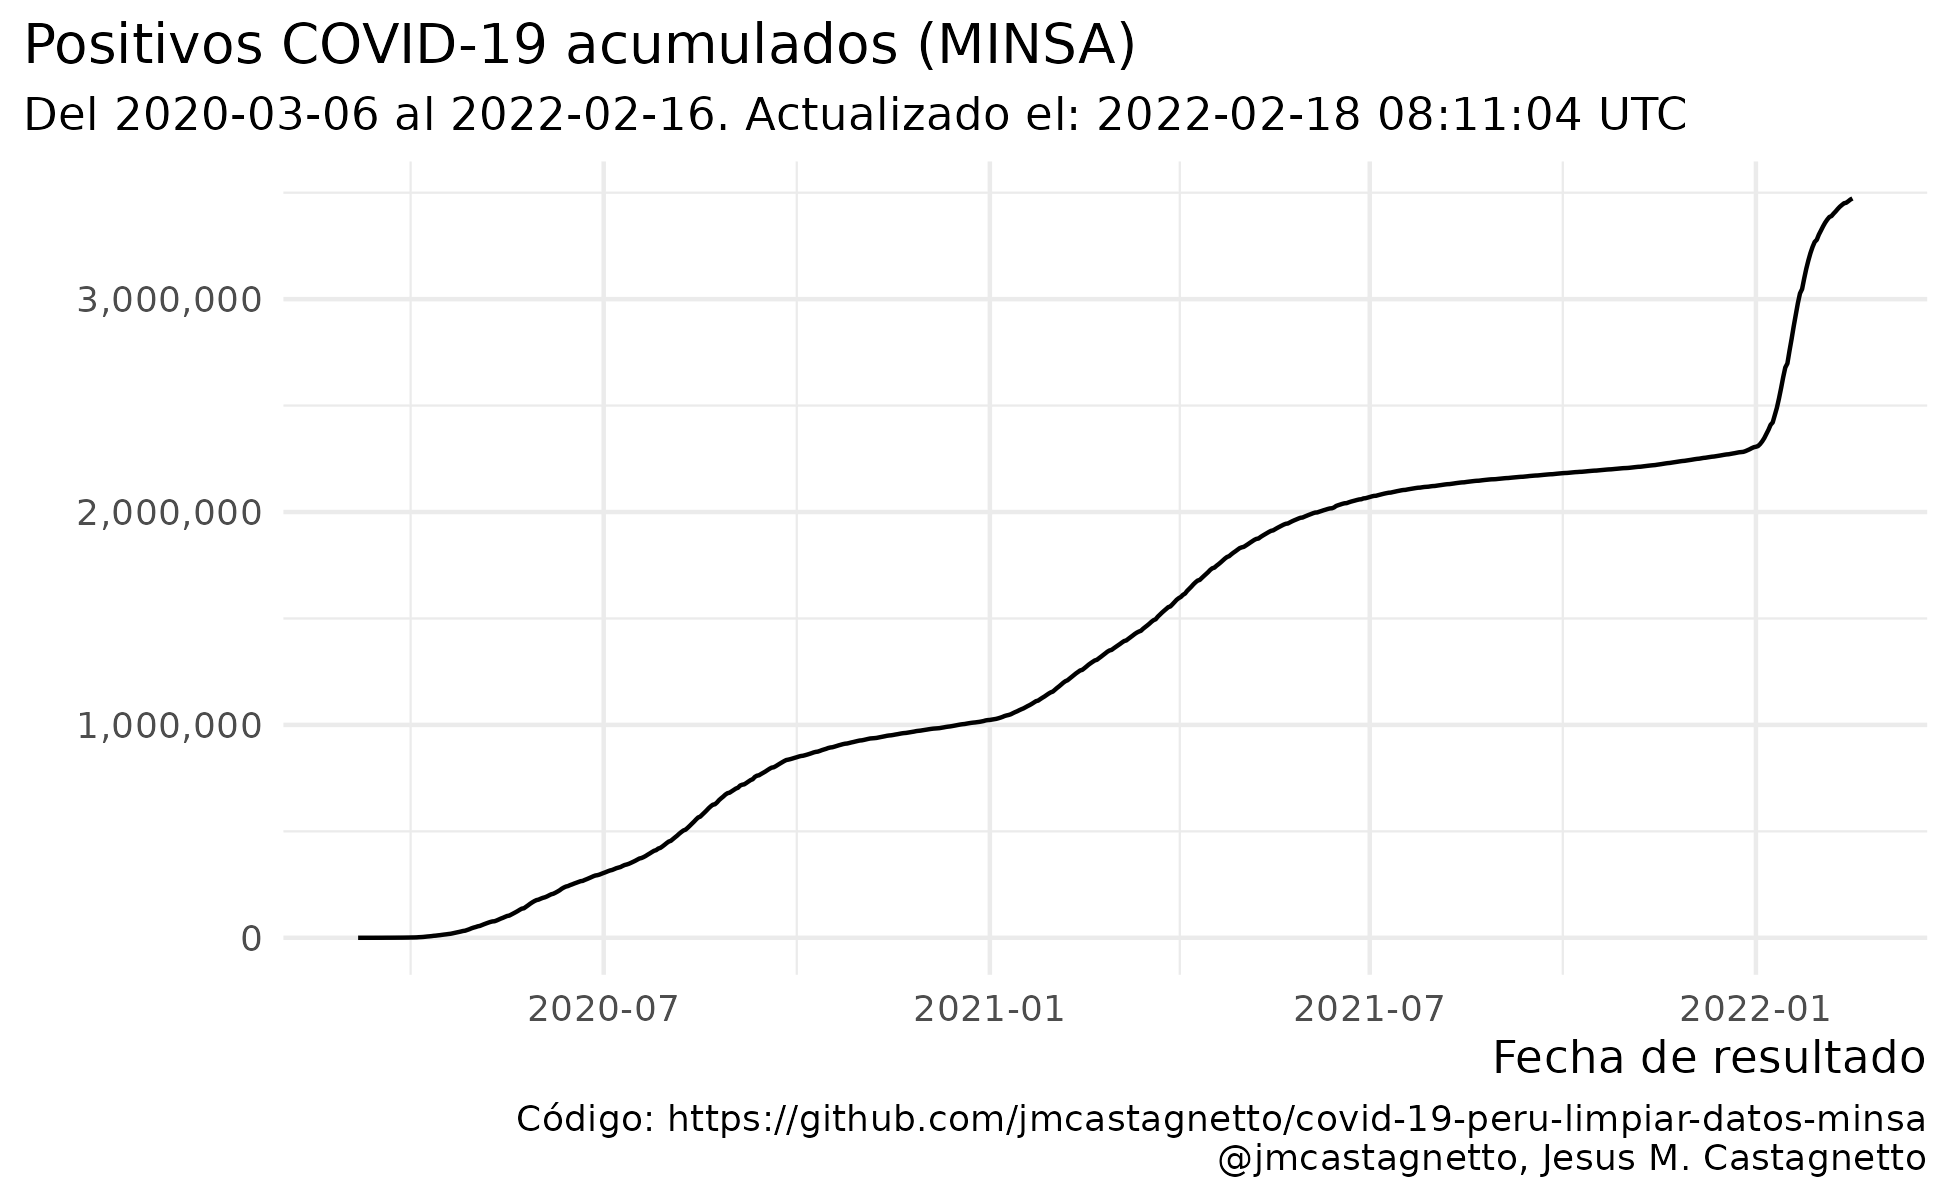 Positivos COVID-19 acumulados (MINSA)
Del 2020-03-06 al 2022-02-16. Actualizado el: 2022-02-18 08:11:04 UTC
3,000,000
2,000,000
1,000,000
0
2020-07 2021-01 2021-07 2022-01
Fecha de resultado
Código: https://github.com/jmcastagnetto/covid-19-peru-limpiar-datos-minsa
@jmcastagnetto, Jesus M. Castagnetto